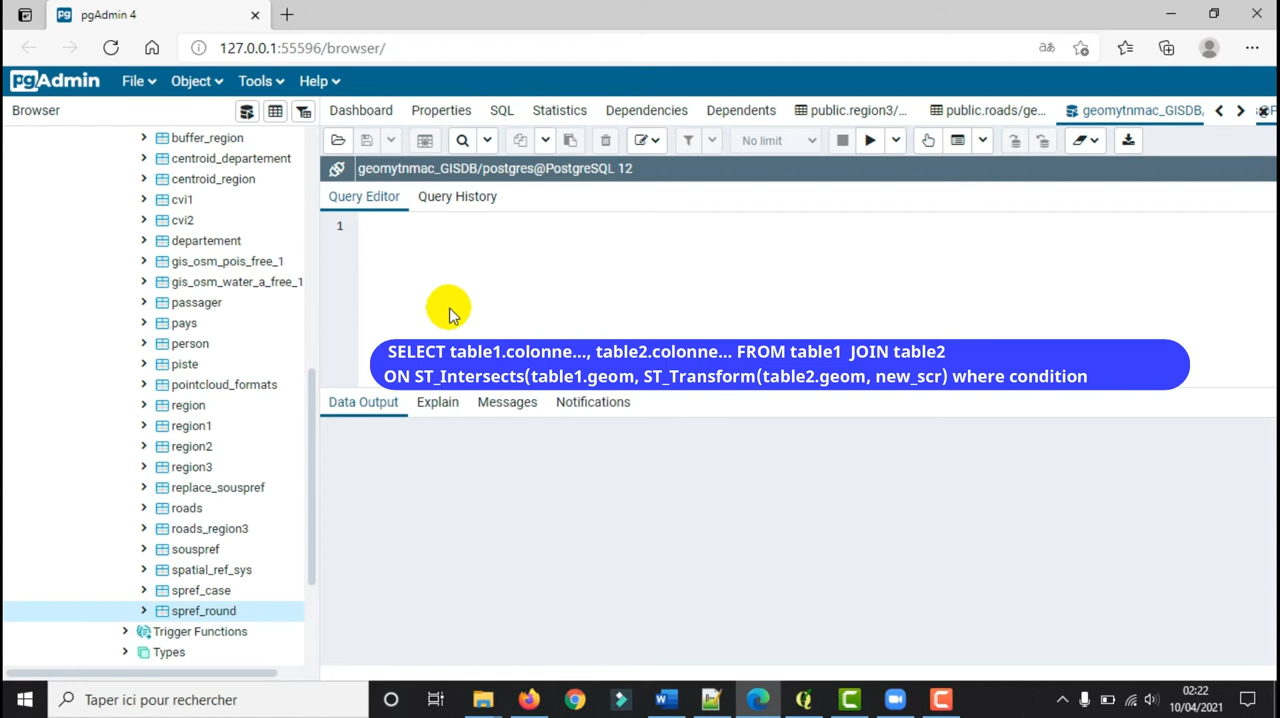 pgAdmin 4
127.0.0.1:55596/browser/
pgAdmin File Object Tools Help
Browser
Dashboard Properties SQL Statistics Dependencies Dependents public.region3/... public.roads/ge... geomytnmac_GISDB/
No limit
geomytnmac_GISDB/postgres@PostgreSQL 12
Query Editor Query History
1
buffer_region
centroid_departement
centroid_region
cvi1
cvi2
departement
gis_osm_pois_free_1
gis_osm_water_a_free_1
passager
pays
person
piste
pointcloud_formats
region
region1
region2
region3
replace_souspref
roads
roads_region3
souspref
spatial_ref_sys
spref_case
spref_round
Trigger Functions
Types
SELECT table1.colonne..., table2.colonne... FROM table1 JOIN table2
ON ST_Intersects(table1.geom, ST_Transform(table2.geom, new_scr) where condition
Data Output Explain Messages Notifications
Taper ici pour rechercher
02:22
10/04/2021